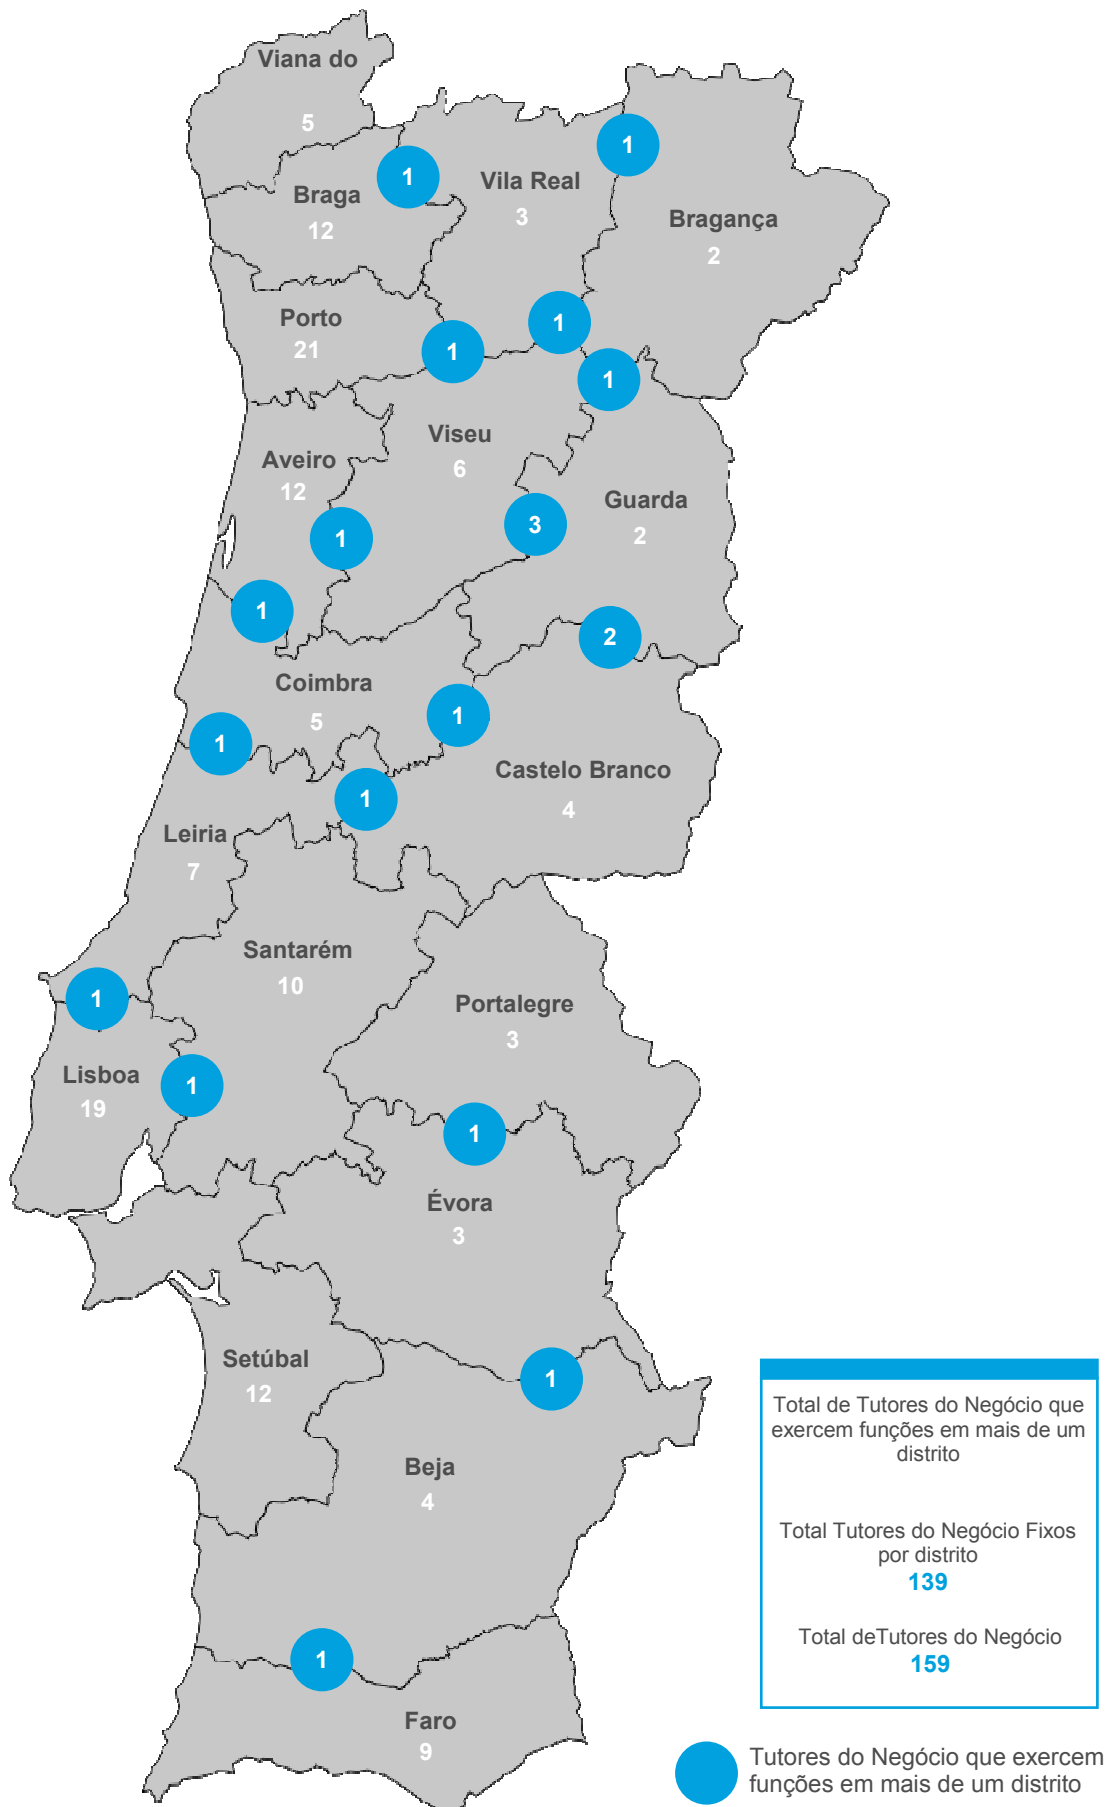 Viana do
5
1
1
Braga
12
Vila Real
3
Bragança
2
Porto
21
1
1
1
Viseu
6
Aveiro
12
Guarda
2
3
1
1
2
Coimbra
5
1
1
Castelo Branco
4
1
Leiria
7
Santarém
10
1
Portalegre
3
Lisboa
19
1
1
Évora
3
Setúbal
12
1
Beja
4
1
Faro
9
Total de Tutores do Negócio que
exercem funções em mais de um
distrito
Total Tutores do Negócio Fixos
por distrito
139
Total deTutores do Negócio
159
Tutores do Negócio que exercem
funções em mais de um distrito